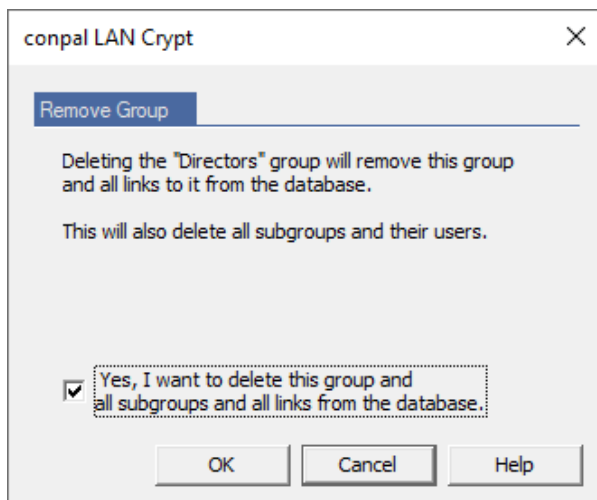 conpal LAN Crypt
Remove Group
Deleting the "Directors" group will remove this group
and all links to it from the database.
This will also delete all subgroups and their users.
Yes, I want to delete this group and
all subgroups and all links from the database.
OK Cancel Help